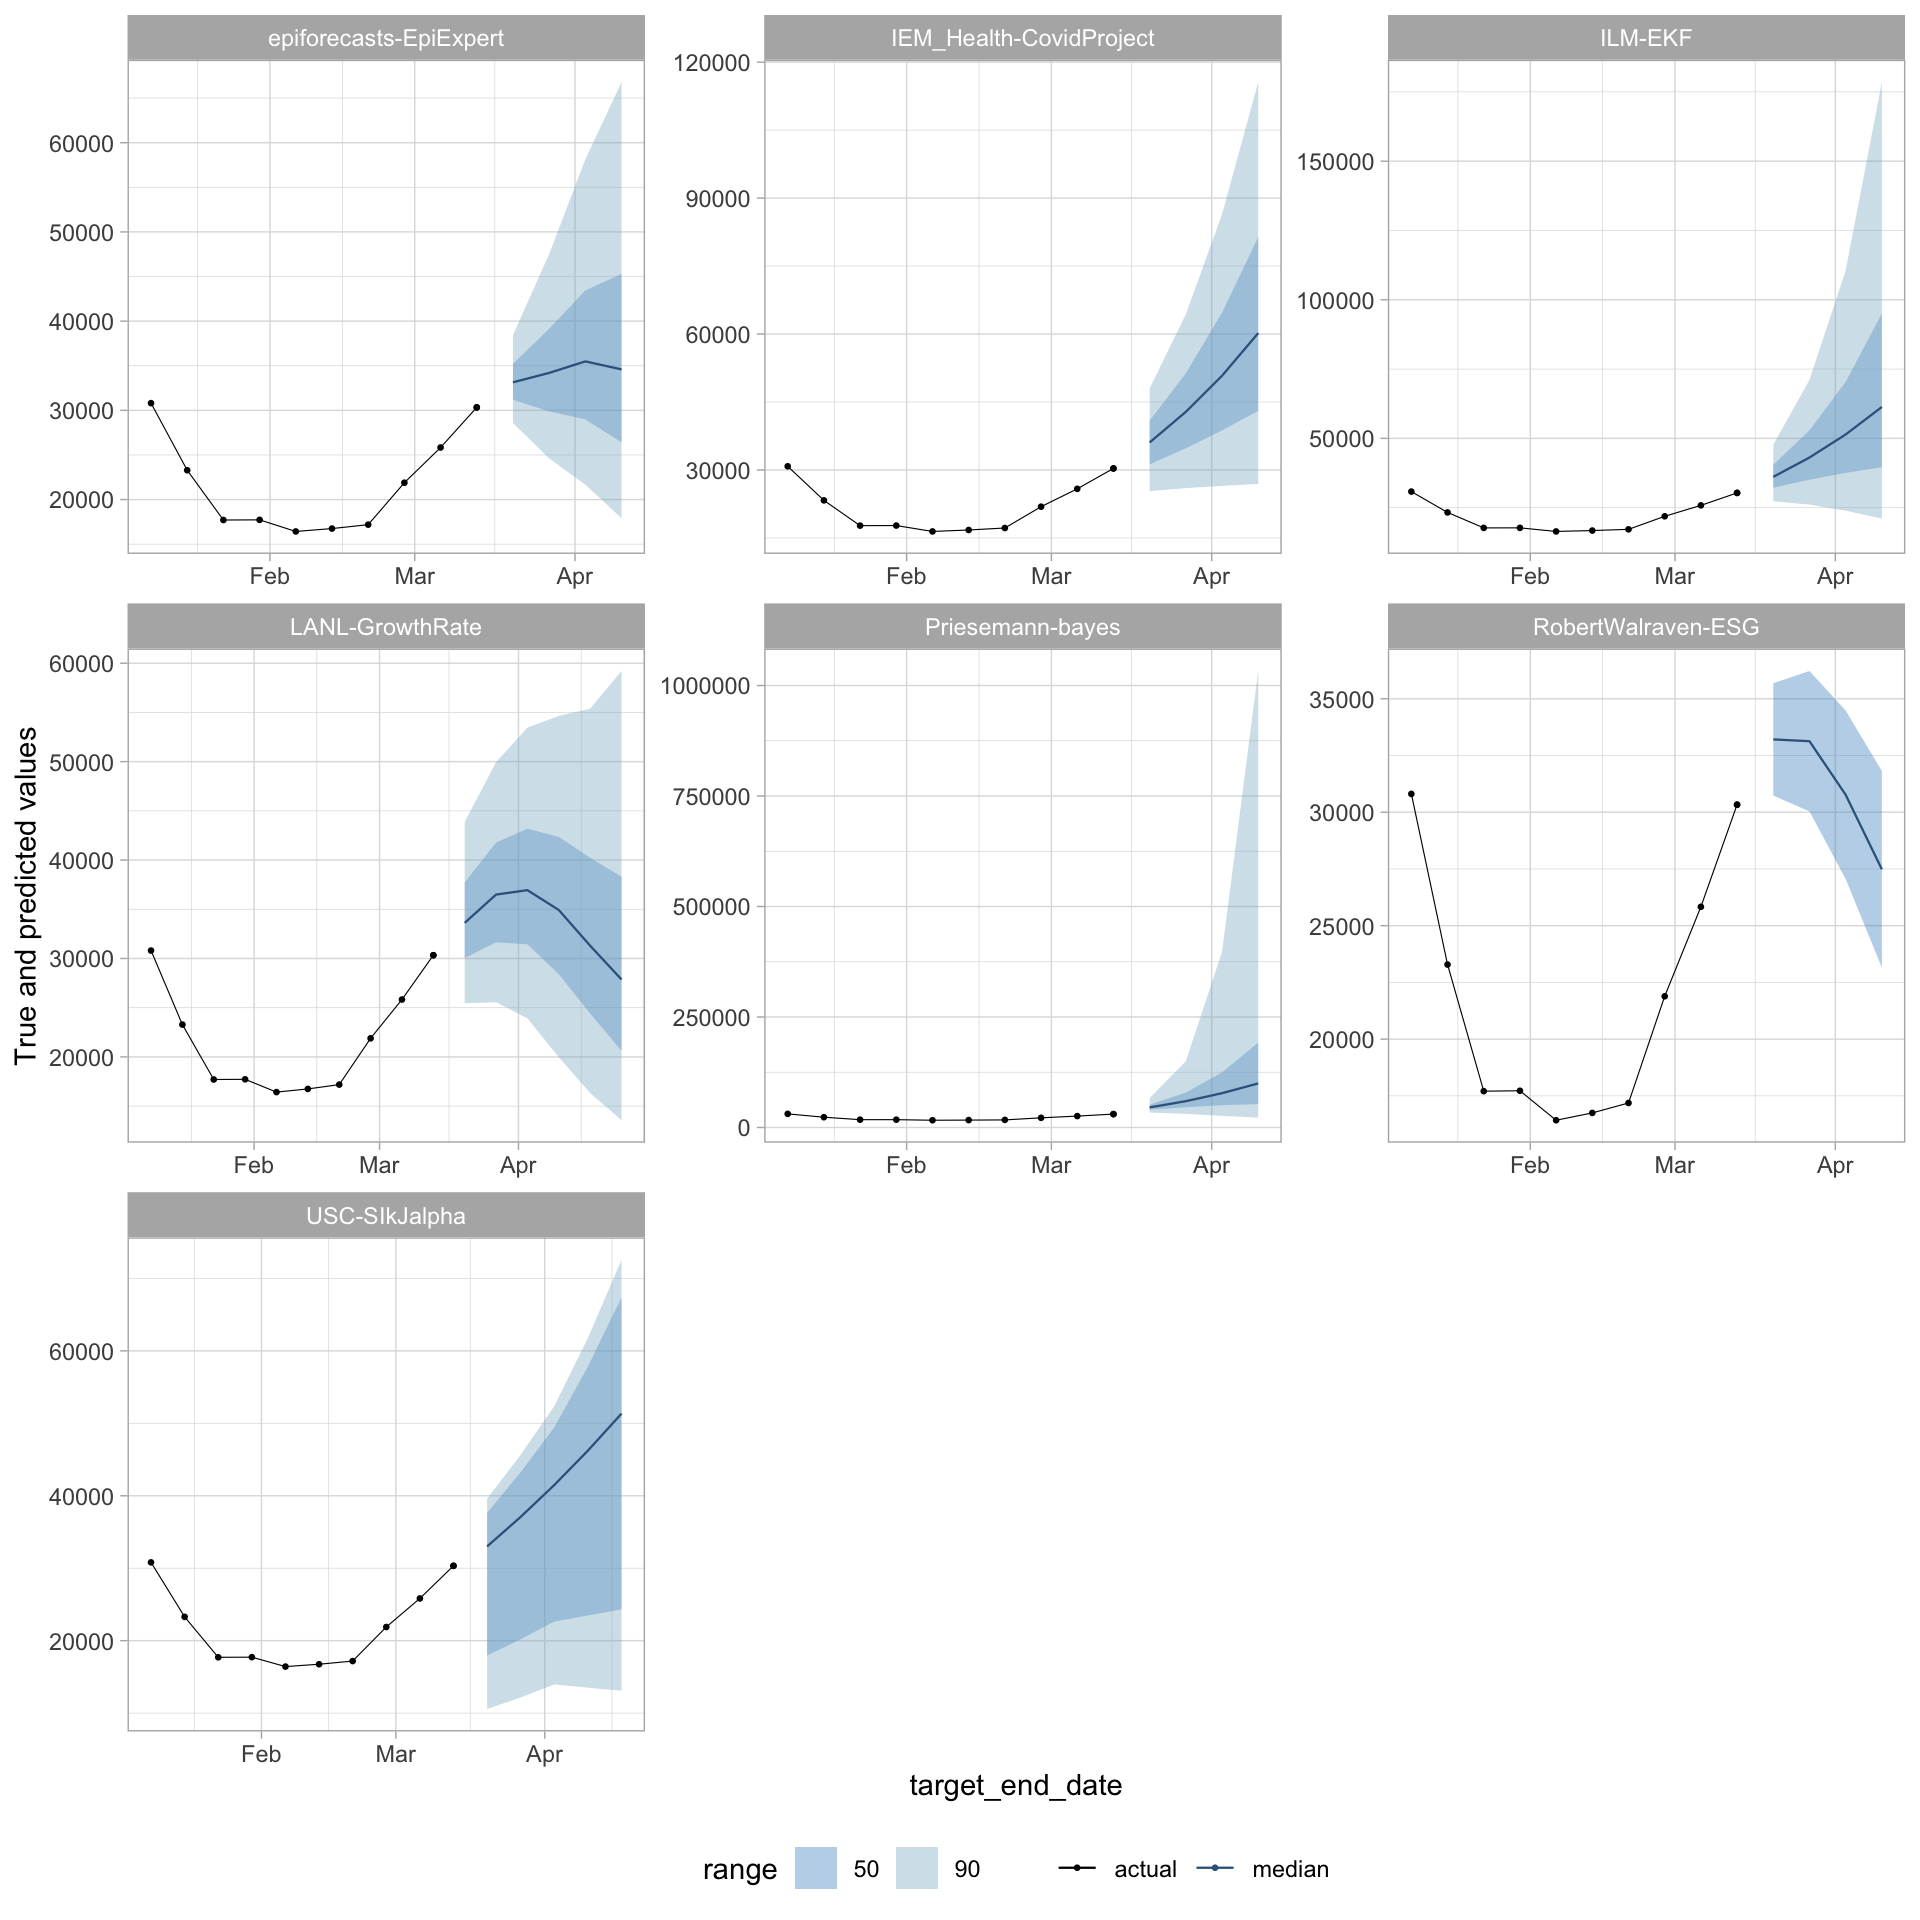 epiforecasts-EpiExpert
IEM_Health-CovidProject
ILM-EKF
60000
50000
40000
30000
20000
Feb Mar Apr
120000
90000
60000
30000
Feb Mar Apr
150000
100000
50000
Feb Mar Apr
LANL-GrowthRate
Priesemann-bayes
RobertWalraven-ESG
True and predicted values
60000
50000
40000
30000
20000
Feb Mar Apr
1000000
750000
500000
250000
0
Feb Mar Apr
35000
30000
25000
20000
Feb Mar Apr
USC-SIkJalpha
60000
40000
20000
Feb Mar Apr
target_end_date
range 50 90 actual median